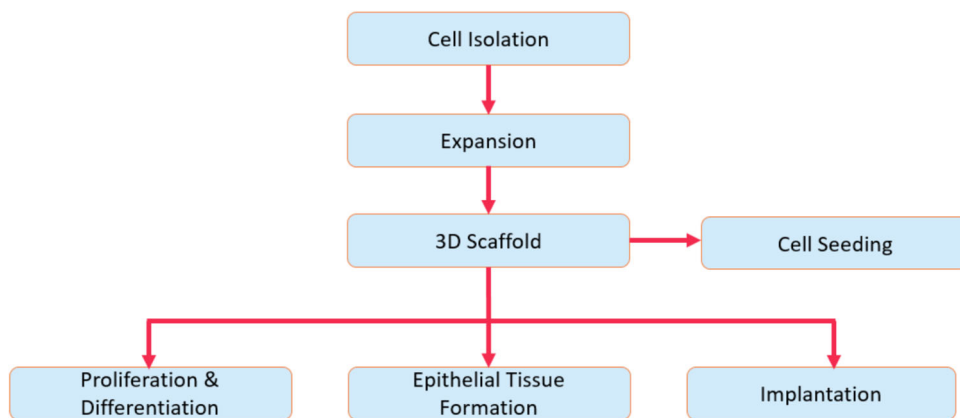 Cell Isolation
Expansion
3D Scaffold
Cell Seeding
Proliferation &
Differentiation
Epithelial Tissue
Formation
Implantation